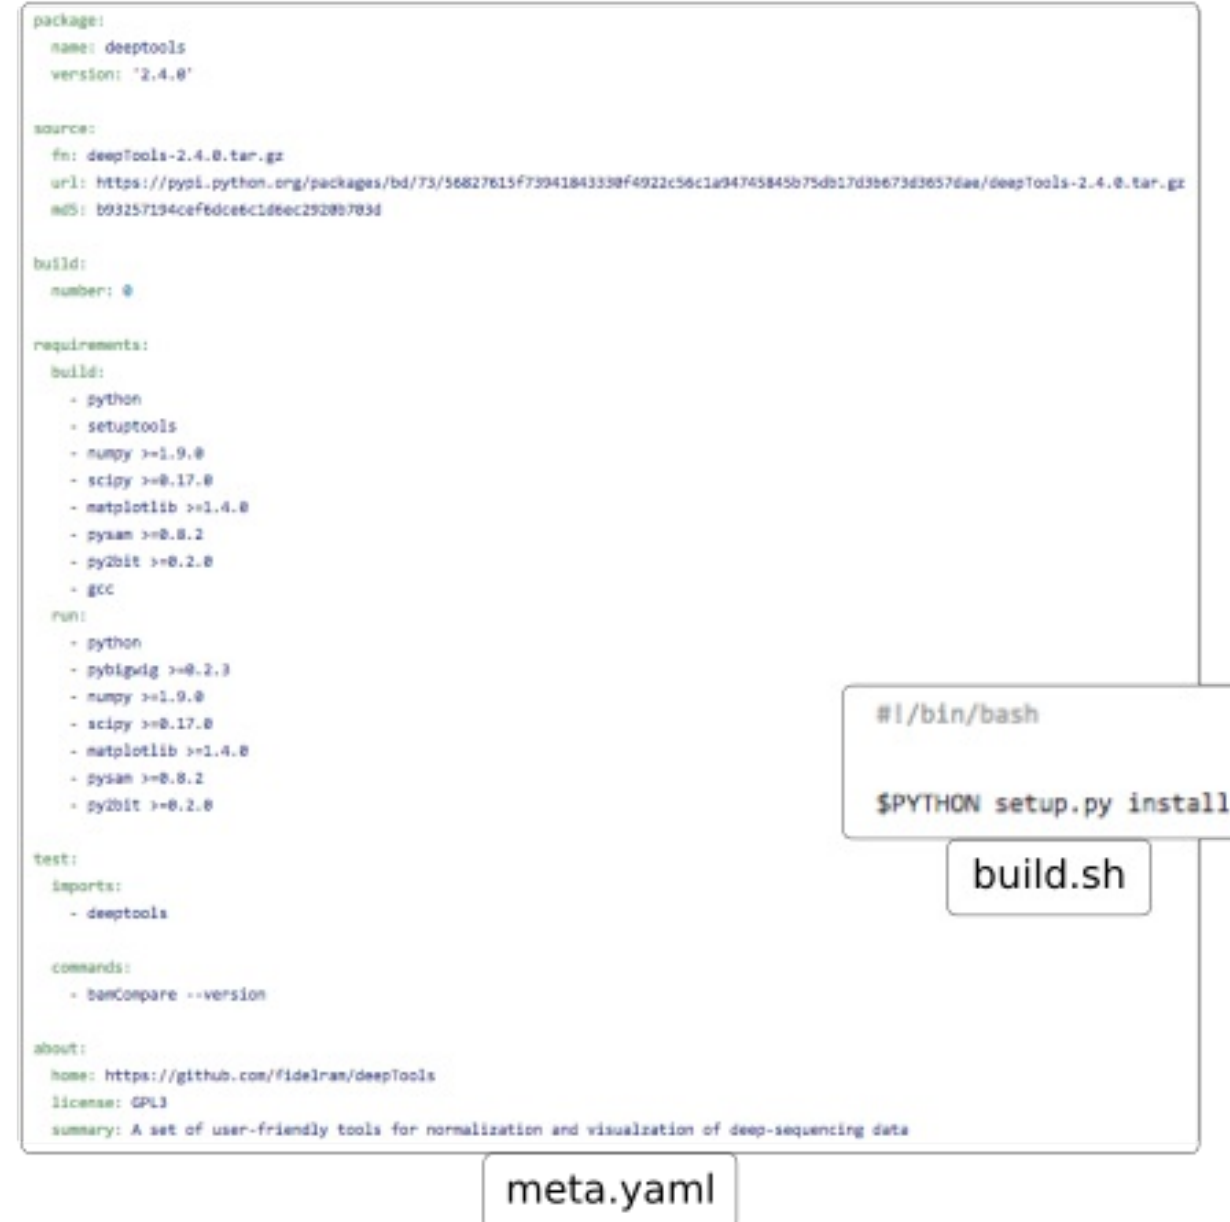 package:
name: deeptools
version: '2.4.0'
source:
fn: deepTools-2.4.0.tar.gz
url: https://pypi.python.org/packages/bd/73/56827615f73941843330f4922c56c1a94745845b75db17d3b673d3657dae/deepTools-2.4.0.tar.gz
md5: b93257194cef6dce6c1d6ec2920b703d
build:
number: 0
requirements:
build:
- python
- setuptools
- numpy >=1.9.0
- scipy >=0.17.0
- matplotlib >=1.4.0
- pysam >=0.8.2
- py2bit >=0.2.0
- gcc
run:
- python
- pybigwig >=0.2.3
- numpy >=1.9.0
- scipy >=0.17.0
- matplotlib >=1.4.0
- pysam >=0.8.2
- py2bit >=0.2.0
test:
imports:
- deeptools
commands:
- bamCompare --version
about:
home: https://github.com/fidelram/deepTools
license: GPL3
summary: A set of user-friendly tools for normalization and visualzation of deep-sequencing data
meta.yaml
#!/bin/bash
$PYTHON setup.py install
build.sh